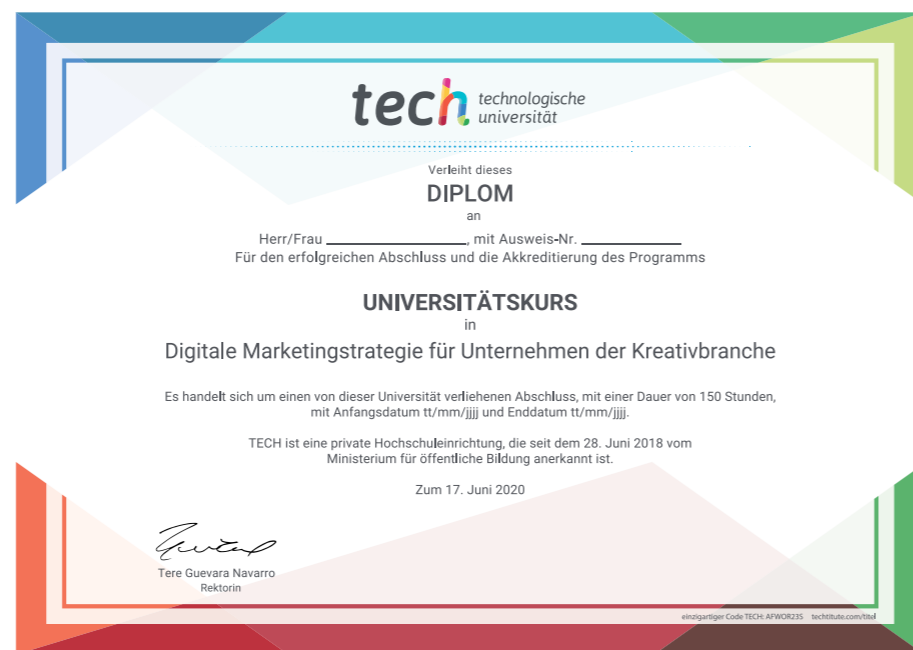 tech technologische
universität
Verleiht dieses
DIPLOM
an
Herr/Frau ____________, mit Ausweis-Nr. ____________
Für den erfolgreichen Abschluss und die Akkreditierung des Programms
UNIVERSITÄTSKURS
in
Digitale Marketingstrategie für Unternehmen der Kreativbranche
Es handelt sich um einen von dieser Universität verliehenen Abschluss, mit einer Dauer von 150 Stunden,
mit Anfangsdatum tt/mm/jjjj und Enddatum tt/mm/jjjj.
TECH ist eine private Hochschuleinrichtung, die seit dem 28. Juni 2018 vom
Ministerium für öffentliche Bildung anerkannt ist.
Zum 17. Juni 2020
Tere Guevara Navarro
Rektorin
einzigartiger Code TECH: AFWOR23S techtitute.com/titel